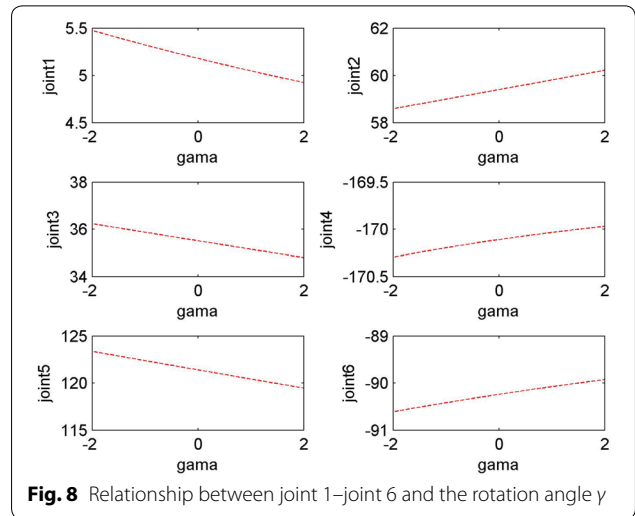 5.5
5
4.5
joint1
-2
0
2
gama
62
60
58
joint2
-2
0
2
gama
38
36
34
joint3
-2
0
2
gama
-169.5
-170
-170.5
joint4
-2
0
2
gama
125
120
115
joint5
-2
0
2
gama
-89
-90
-91
joint6
-2
0
2
gama
Fig. 8 Relationship between joint 1–joint 6 and the rotation angle γ